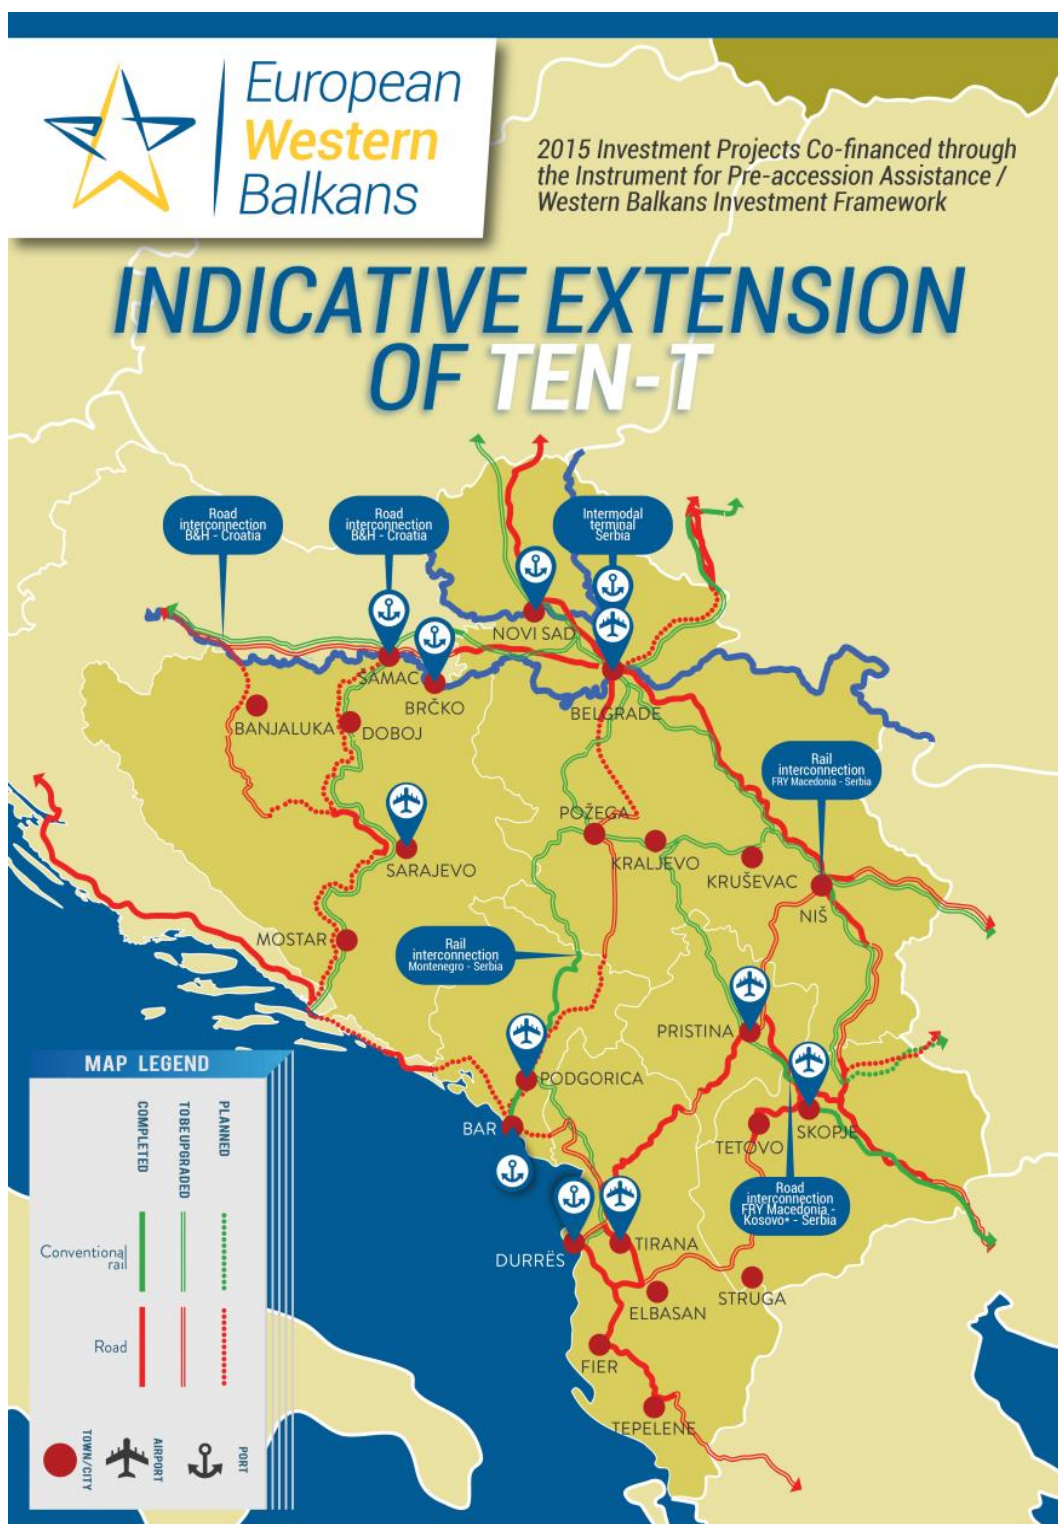 European
Western
Balkans
2015 Investment Projects Co-financed through
the Instrument for Pre-accession Assistance /
Western Balkans Investment Framework
INDICATIVE EXTENSION
OF TEN-T
Road
interconnection
B&H - Croatia
Road
interconnection
B&H - Croatia
Intermodal
terminal
Serbia
NOVI SAD
ŠAMAC
BRČKO
BELGRADE
BANJALUKA
DOBOJ
Rail
interconnection
FRY Macedonia - Serbia
POŽEGA
SARAJEVO
KRALJEVO
KRUŠEVAC
NIŠ
MOSTAR
Rail
interconnection
Montenegro - Serbia
PRISTINA
PODGORICA
BAR
TETOVO
SKOPJE
Road
interconnection
FRY Macedonia -
Kosovo* - Serbia
DURRËS
TIRANA
ELBASAN
STRUGA
FIER
TEPELENE
MAP LEGEND
COMPLETED
TO BE UPGRADED
PLANNED
Conventional
rail
Road
TOWN/CITY
AIRPORT
PORT